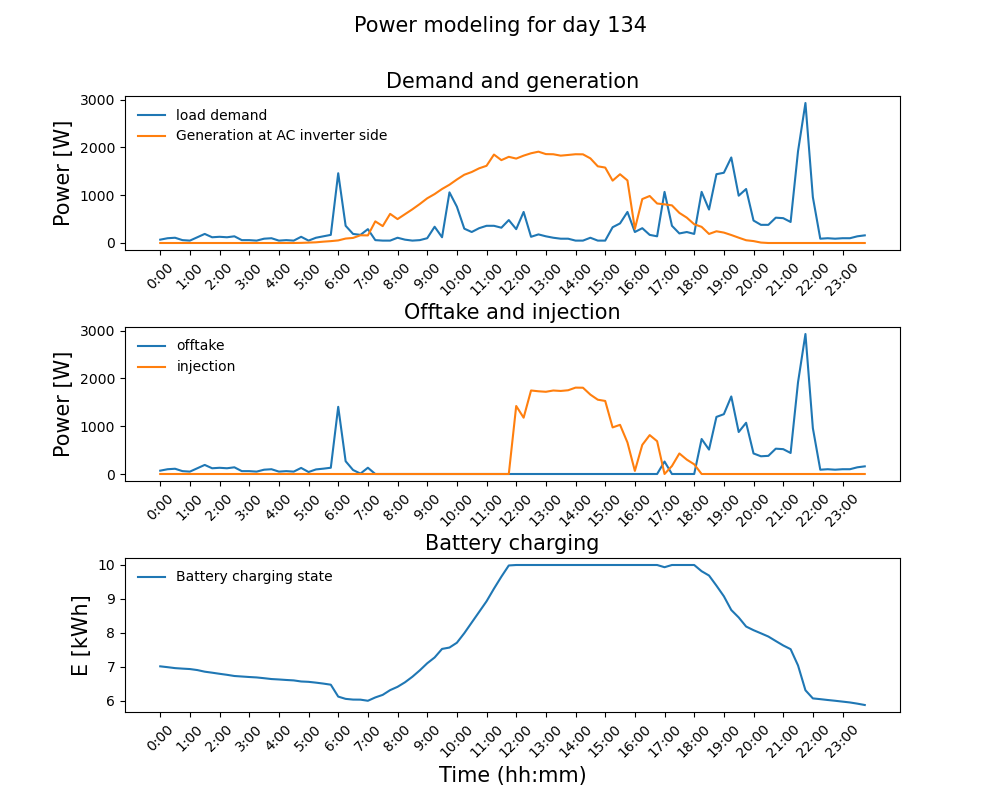 Power modeling for day 134
Demand and generation
Power [W]
3000
2000
1000
0
load demand
Generation at AC inverter side
0:00 1:00 2:00 3:00 4:00 5:00 6:00 7:00 8:00 9:00 10:00 11:00 12:00 13:00 14:00 15:00 16:00 17:00 18:00 19:00 20:00 21:00 22:00 23:00
Offtake and injection
Power [W]
3000
2000
1000
0
offtake
injection
0:00 1:00 2:00 3:00 4:00 5:00 6:00 7:00 8:00 9:00 10:00 11:00 12:00 13:00 14:00 15:00 16:00 17:00 18:00 19:00 20:00 21:00 22:00 23:00
Battery charging
E [kWh]
10
9
8
7
6
Battery charging state
0:00 1:00 2:00 3:00 4:00 5:00 6:00 7:00 8:00 9:00 10:00 11:00 12:00 13:00 14:00 15:00 16:00 17:00 18:00 19:00 20:00 21:00 22:00 23:00
Time (hh:mm)